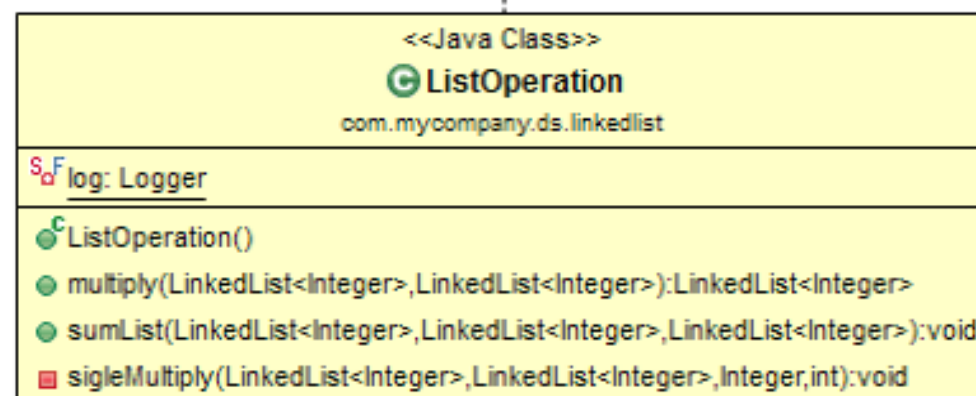 <<Java Class>>
C ListOperation
com.mycompany.ds.linkedlist
S F log: Logger
C ListOperation()
multiply(LinkedList<Integer>,LinkedList<Integer>):LinkedList<Integer>
sumList(LinkedList<Integer>,LinkedList<Integer>,LinkedList<Integer>):void
sigleMultiply(LinkedList<Integer>,LinkedList<Integer>,Integer,int):void